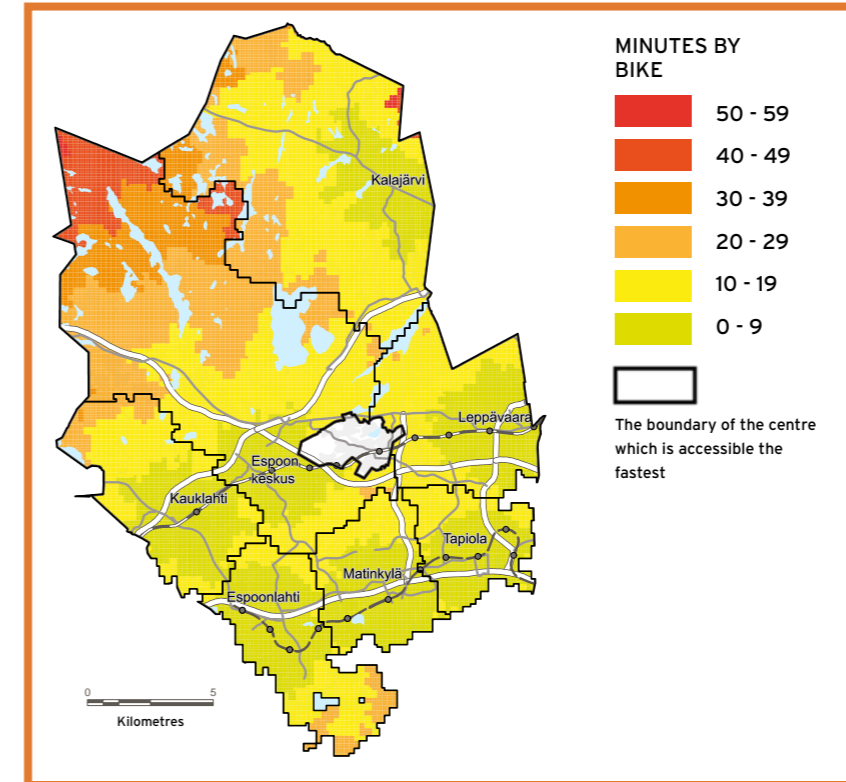 MINUTES BY
BIKE
50 - 59
40 - 49
30 - 39
20 - 29
10 - 19
0 - 9
The boundary of the centre
which is accessible the
fastest
Kalajärvi
Leppävaara
Espoon
keskus
Kauklahti
Tapiola
Matinkylä
Espoonlahti
0 5
Kilometres